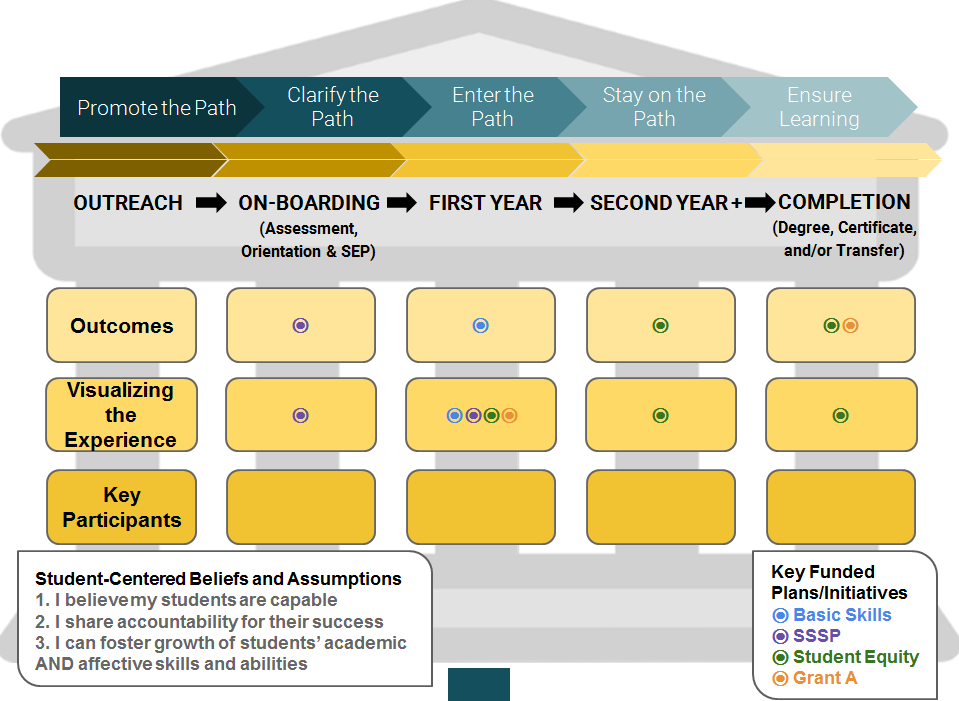 Promote the Path
Clarify the
Path
Enter the
Path
Stay on the
Path
Ensure
Learning
OUTREACH
ON-BOARDING
(Assessment,
Orientation & SEP)
FIRST YEAR
SECOND YEAR +
COMPLETION
(Degree, Certificate,
and/or Transfer)
Outcomes
Visualizing
the
Experience
Key
Participants
Student-Centered Beliefs and Assumptions
1. I believe my students are capable
2. I share accountability for their success
3. I can foster growth of students’ academic
AND affective skills and abilities
Key Funded
Plans/Initiatives
Basic Skills
SSSP
Student Equity
Grant A